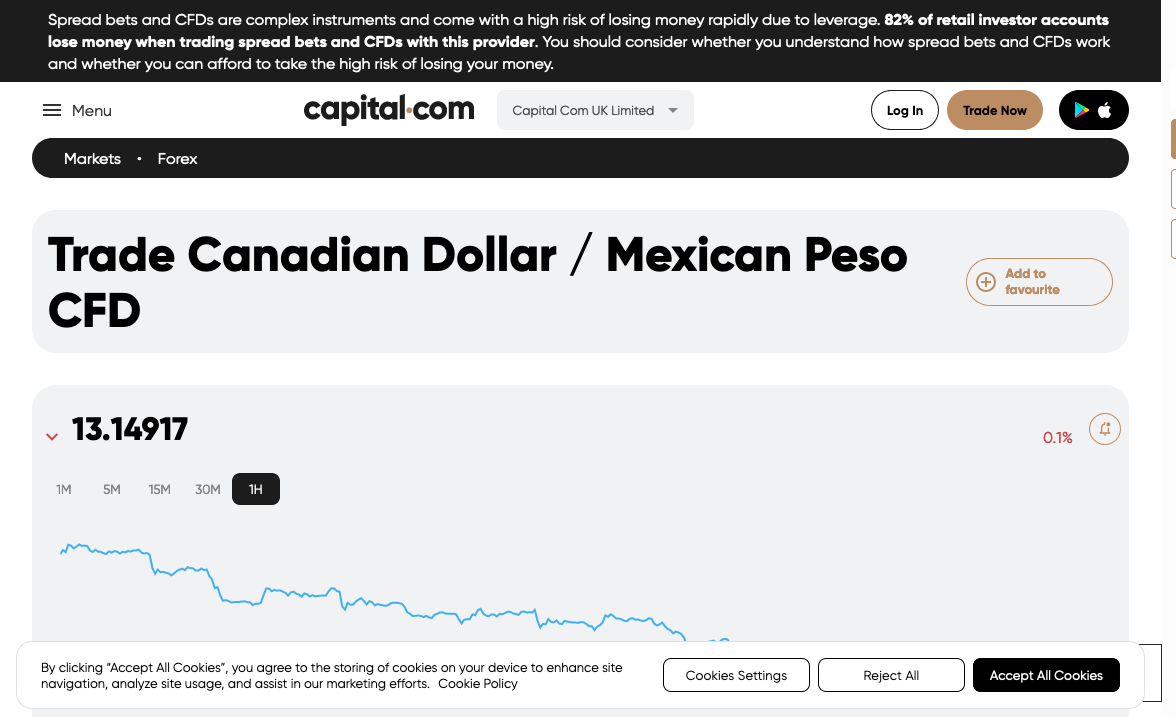 Spread bets and CFDs are complex instruments and come with a high risk of losing money rapidly due to leverage. 82% of retail investor accounts
lose money when trading spread bets and CFDs with this provider. You should consider whether you understand how spread bets and CFDs work
and whether you can afford to take the high risk of losing your money.
Menu
capital.com
Capital Com UK Limited
Log In
Trade Now
Markets • Forex
Trade Canadian Dollar / Mexican Peso
CFD
Add to
favourite
13.14917
0.1%
1M 5M 15M 30M 1H
By clicking “Accept All Cookies”, you agree to the storing of cookies on your device to enhance site
navigation, analyze site usage, and assist in our marketing efforts. Cookie Policy
Cookies Settings
Reject All
Accept All Cookies